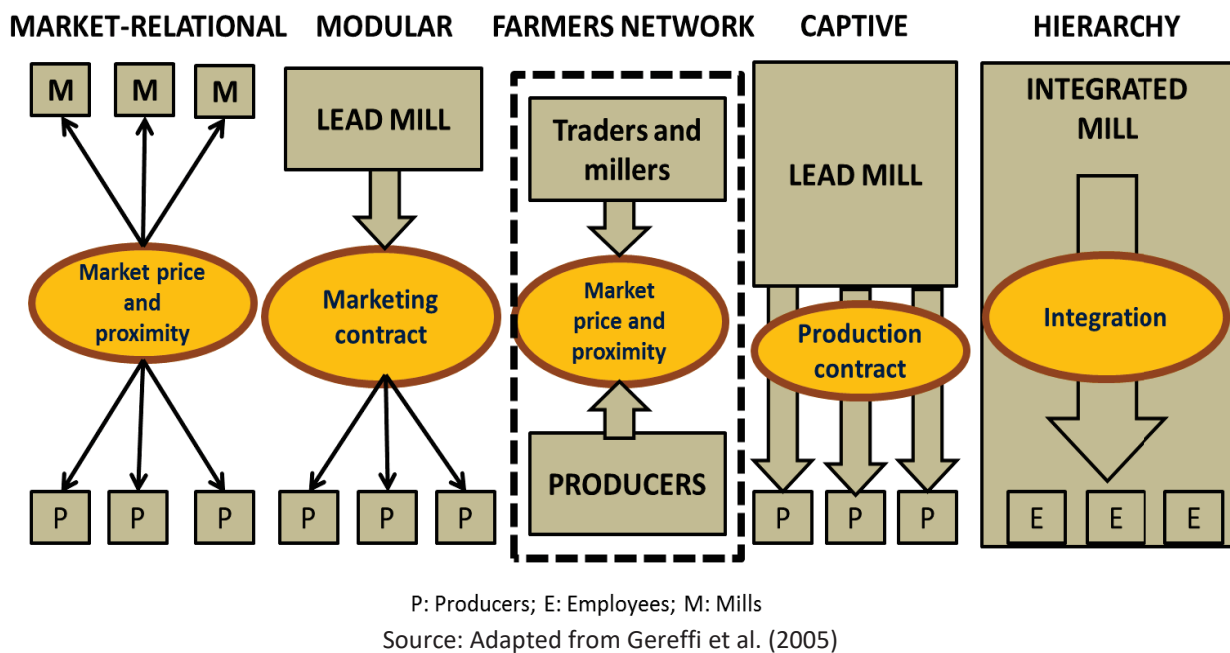 MARKET-RELATIONAL
M M M
Market price
and
proximity
P P P
MODULAR
LEAD MILL
Marketing
contract
P P P
FARMERS NETWORK
Traders and
millers
Market
price and
proximity
PRODUCERS
CAPTIVE
LEAD MILL
Production
contract
P P P
HIERARCHY
INTEGRATED
MILL
Integration
E E E
P: Producers; E: Employees; M: Mills
Source: Adapted from Gereffi et al. (2005)